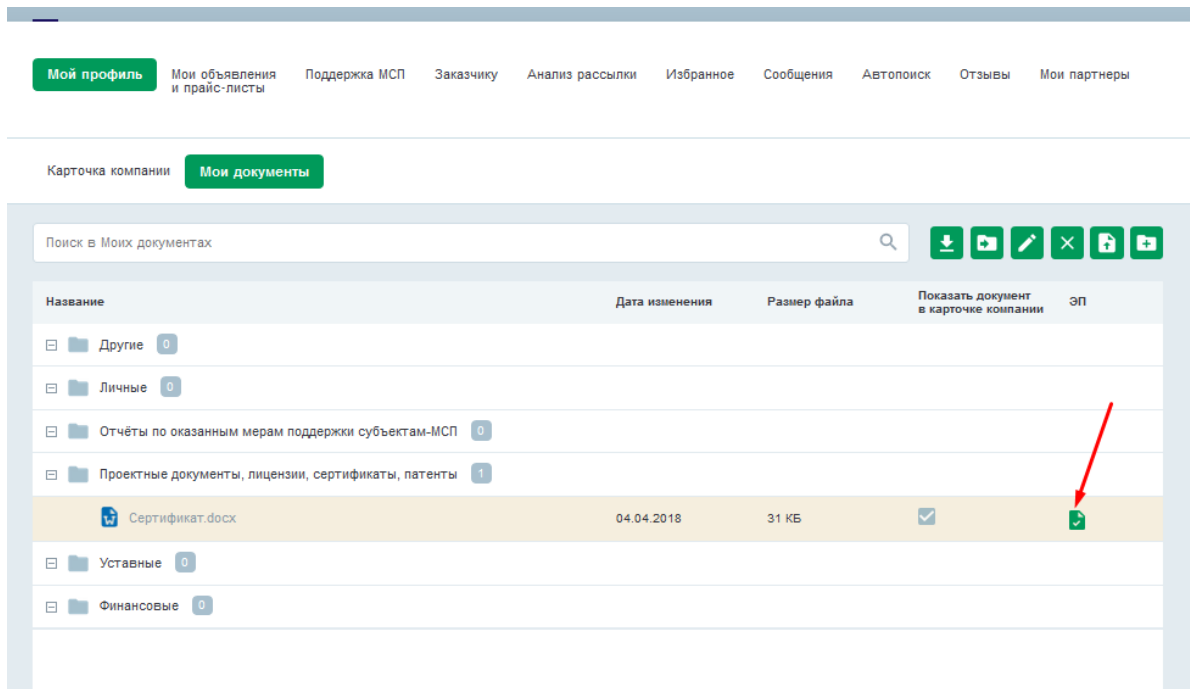 Мой профиль Мои объявления Поддержка МСП Заказчику Анализ рассылки Избранное Сообщения Автопоиск Отзывы Мои партнеры
и прайс-листы
Карточка компании Мои документы
Поиск в Моих документах
Название Дата изменения Размер файла Показать документ ЭП
в карточке компании
Другие 0
Личные 0
Отчёты по оказанным мерам поддержки субъектам-МСП 0
Проектные документы, лицензии, сертификаты, патенты 1
Сертификат.docx 04.04.2018 31 КБ
Уставные 0
Финансовые 0